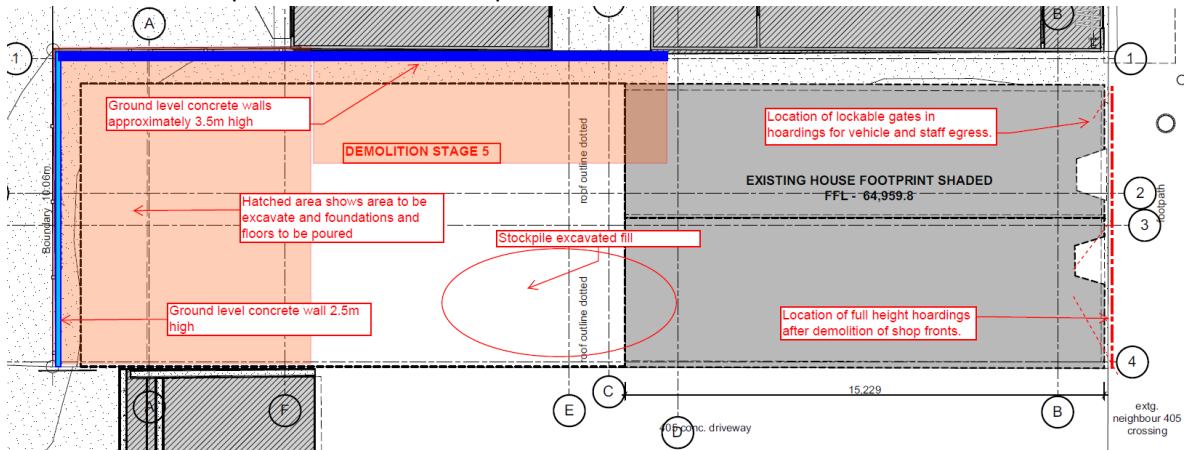 A
B
1
1
Ground level concrete walls
approximately 3.5m high
Location of lockable gates in
hoardings for vehicle and staff egress.
DEMOLITION STAGE 5
roof outline dotted
EXISTING HOUSE FOOTPRINT SHADED
FFL - 64,959.8
2
footpath
Boundary 10.06m
Hatched area shows area to be
excavate and foundations and
floors to be poured
3
Stockpile excavated fill
Ground level concrete wall 2.5m
high
roof outline dotted
Location of full height hoardings
after demolition of shop fronts.
4
15.229
A
F
E
C
D
B
405 conc. driveway
extg.
neighbour 405
crossing